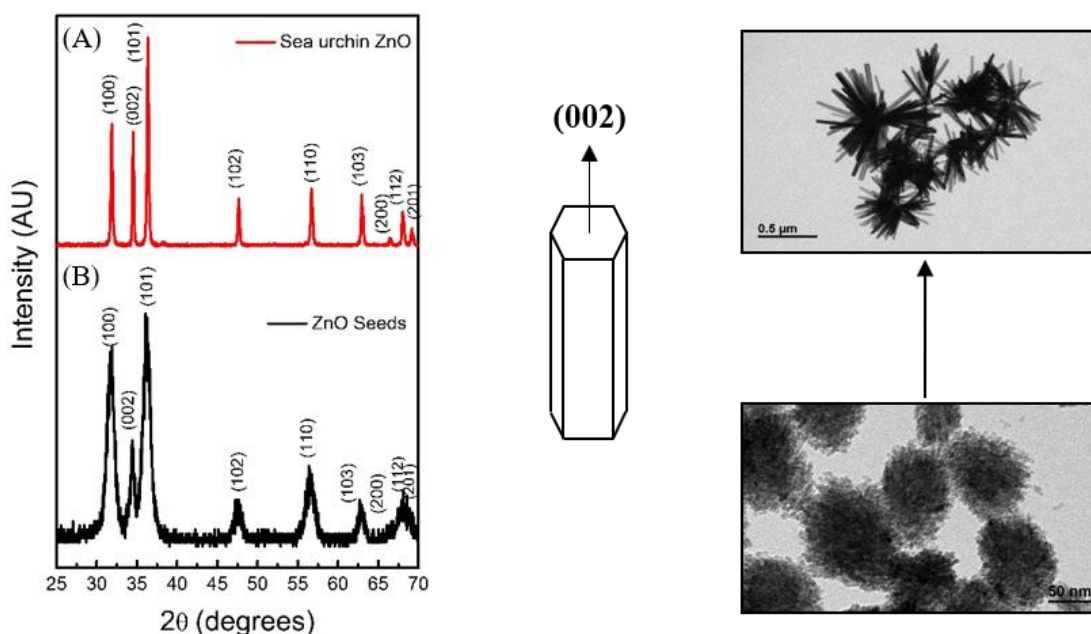 (A)
Sea urchin ZnO
(100)
(002)
(101)
(102)
(110)
(103)
(200)
(112)
(201)
(B)
ZnO Seeds
(100)
(002)
(101)
(102)
(110)
(103)
(200)
(112)
(201)
Intensity (AU)
25 30 35 40 45 50 55 60 65 70
2θ (degrees)
(002)
0.5 μm
50 nm